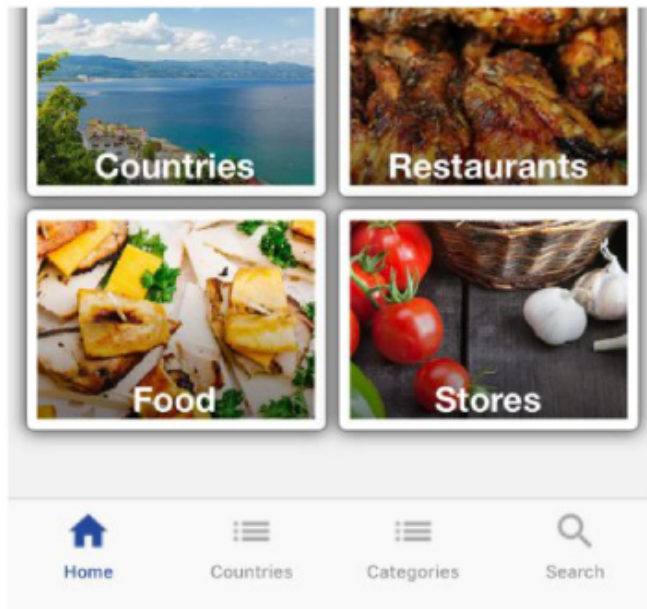 Countries
Restaurants
Food
Stores
Home
Countries
Categories
Search